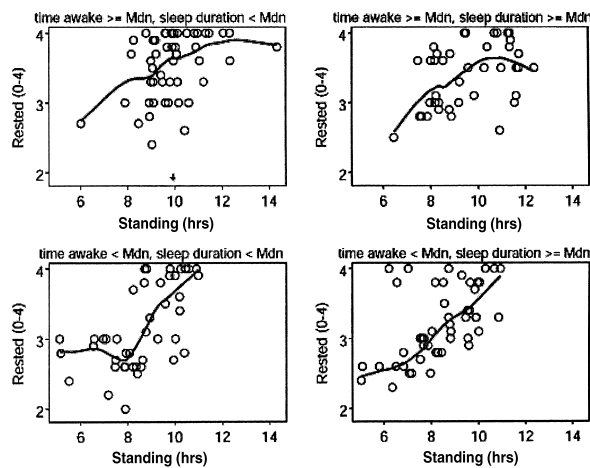 time awake >= Mdn, sleep duration < Mdn
time awake >= Mdn, sleep duration >= Mdn
4
3
2
Rested (0-4)
6 8 10 12 14
Standing (hrs)
4
3
2
Rested (0-4)
6 8 10 12 14
Standing (hrs)
time awake < Mdn, sleep duration < Mdn
time awake < Mdn, sleep duration >= Mdn
4
3
2
Rested (0-4)
6 8 10 12 14
Standing (hrs)
4
3
2
Rested (0-4)
6 8 10 12 14
Standing (hrs)